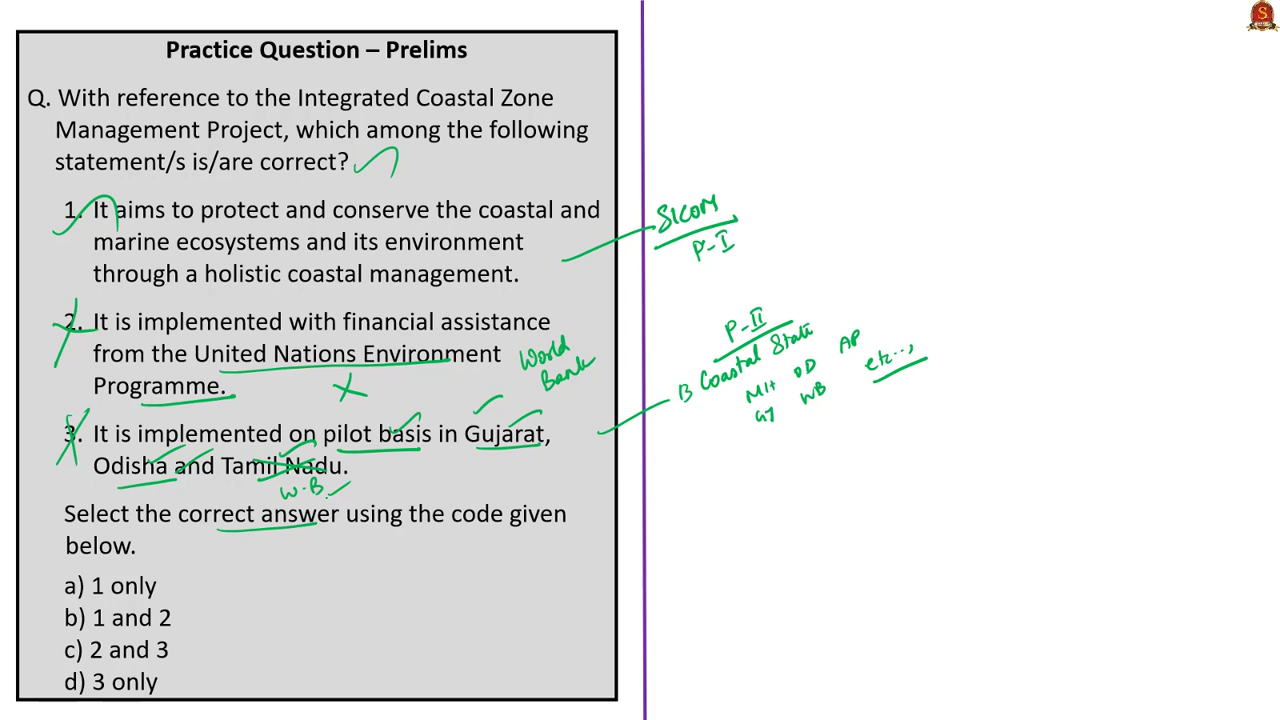 Practice Question – Prelims
Q. With reference to the Integrated Coastal Zone
Management Project, which among the following
statement/s is/are correct?
1. It aims to protect and conserve the coastal and
marine ecosystems and its environment
through a holistic coastal management.
2. It is implemented with financial assistance
from the United Nations Environment
Programme.
World
Bank
3. It is implemented on pilot basis in Gujarat,
Odisha and Tamil Nadu.
W.B.
Select the correct answer using the code given
below.
a) 1 only
b) 1 and 2
c) 2 and 3
d) 3 only
SICOM
P-I
P-II
Coastal State
MH OD AP etc..,
GJ WB
S